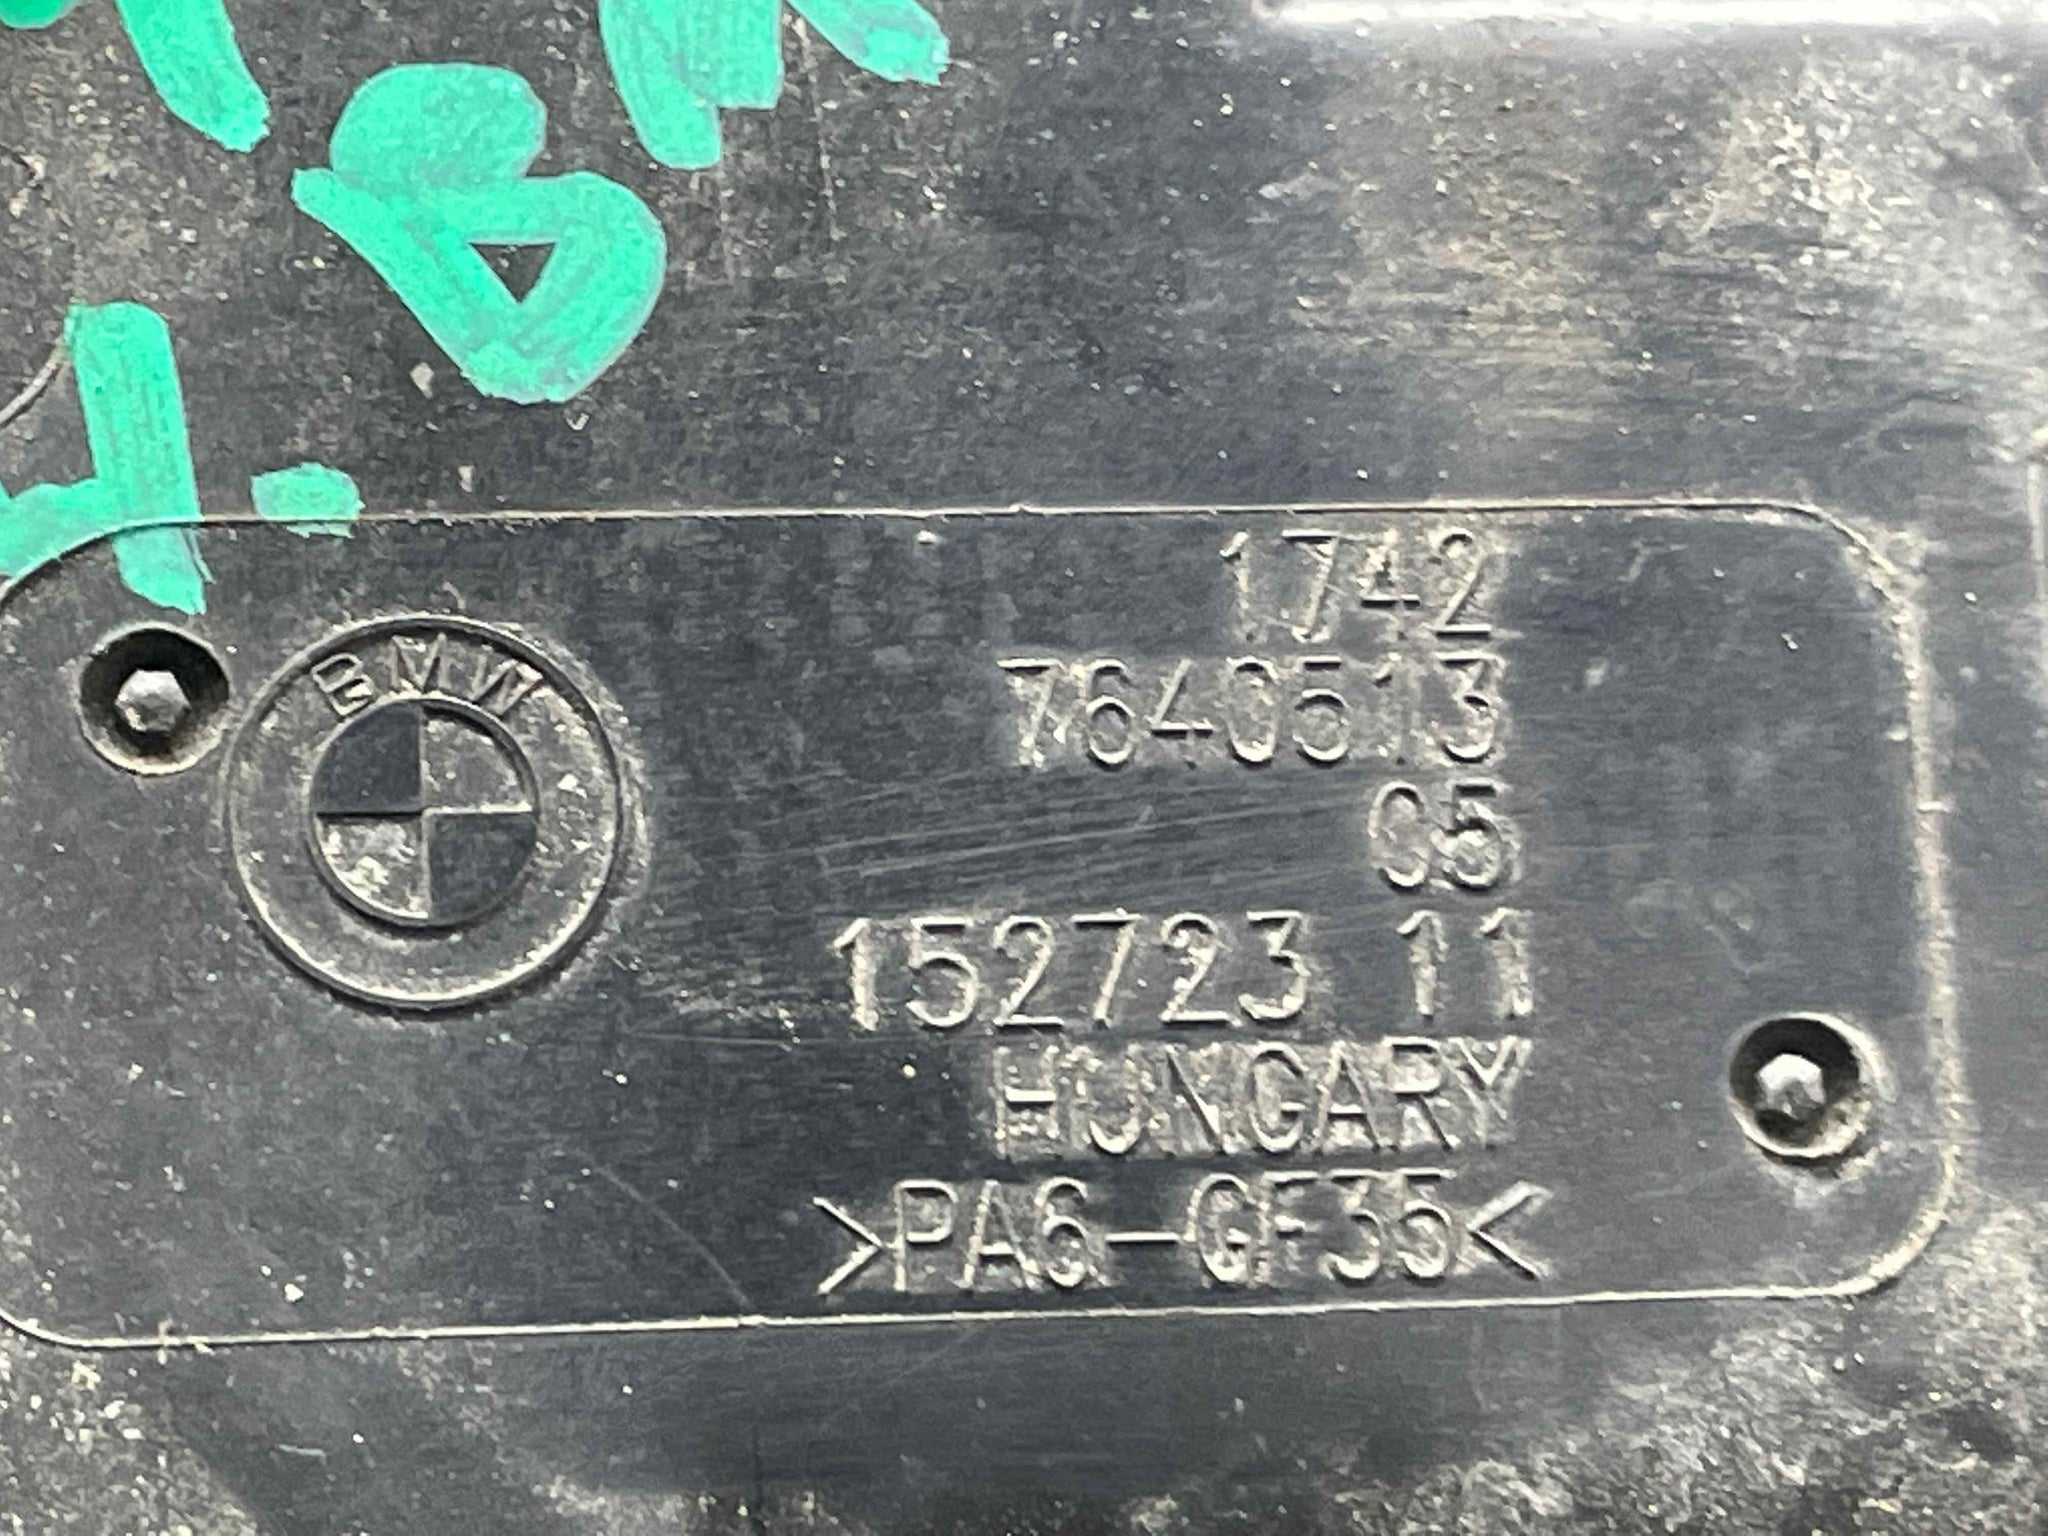 BMW
1742
7640513
05
152723 11
HUNGARY
>PA6-GF35<